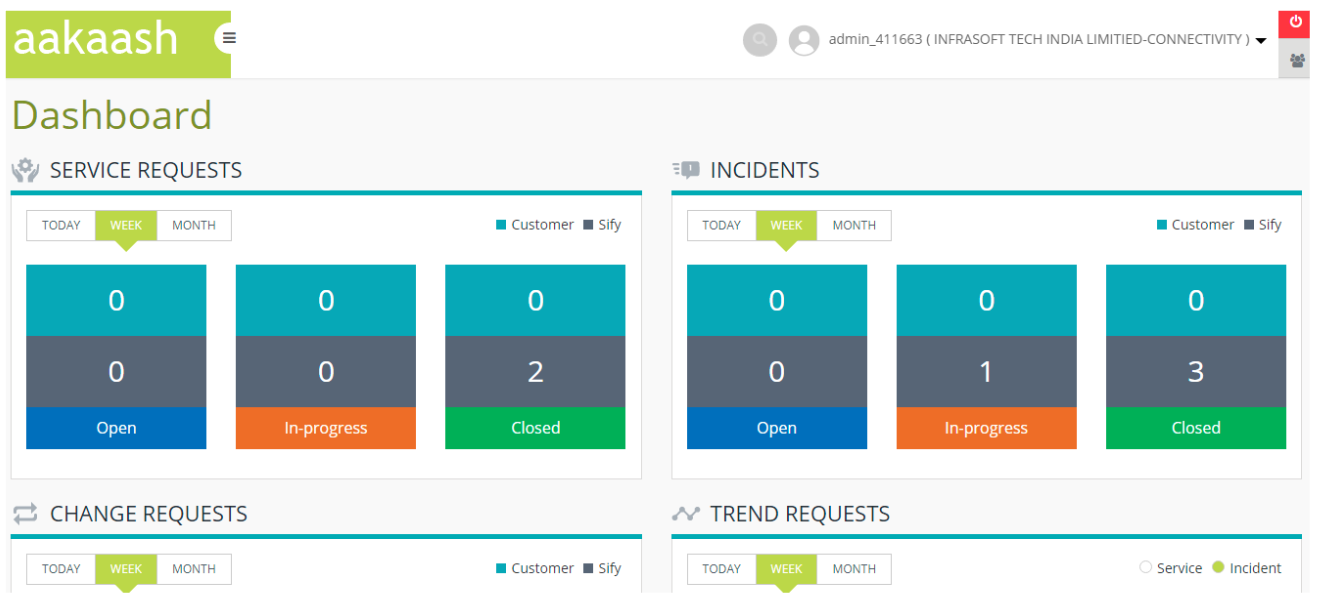 aakaash
admin_411663 ( INFRASOFT TECH INDIA LIMITIED-CONNECTIVITY )
Dashboard
SERVICE REQUESTS
TODAY WEEK MONTH
Customer Sify
0 0 0
0 0 2
Open In-progress Closed
INCIDENTS
TODAY WEEK MONTH
Customer Sify
0 0 0
0 1 3
Open In-progress Closed
CHANGE REQUESTS
TODAY WEEK MONTH
Customer Sify
TREND REQUESTS
TODAY WEEK MONTH
Service Incident